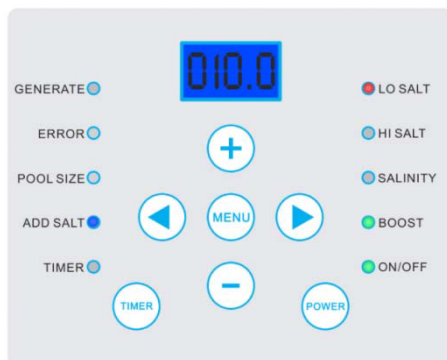 010.0
GENERATE
LO SALT
ERROR
HI SALT
+
POOL SIZE
SALINITY
ADD SALT
MENU
BOOST
TIMER
-
ON/OFF
TIMER
POWER